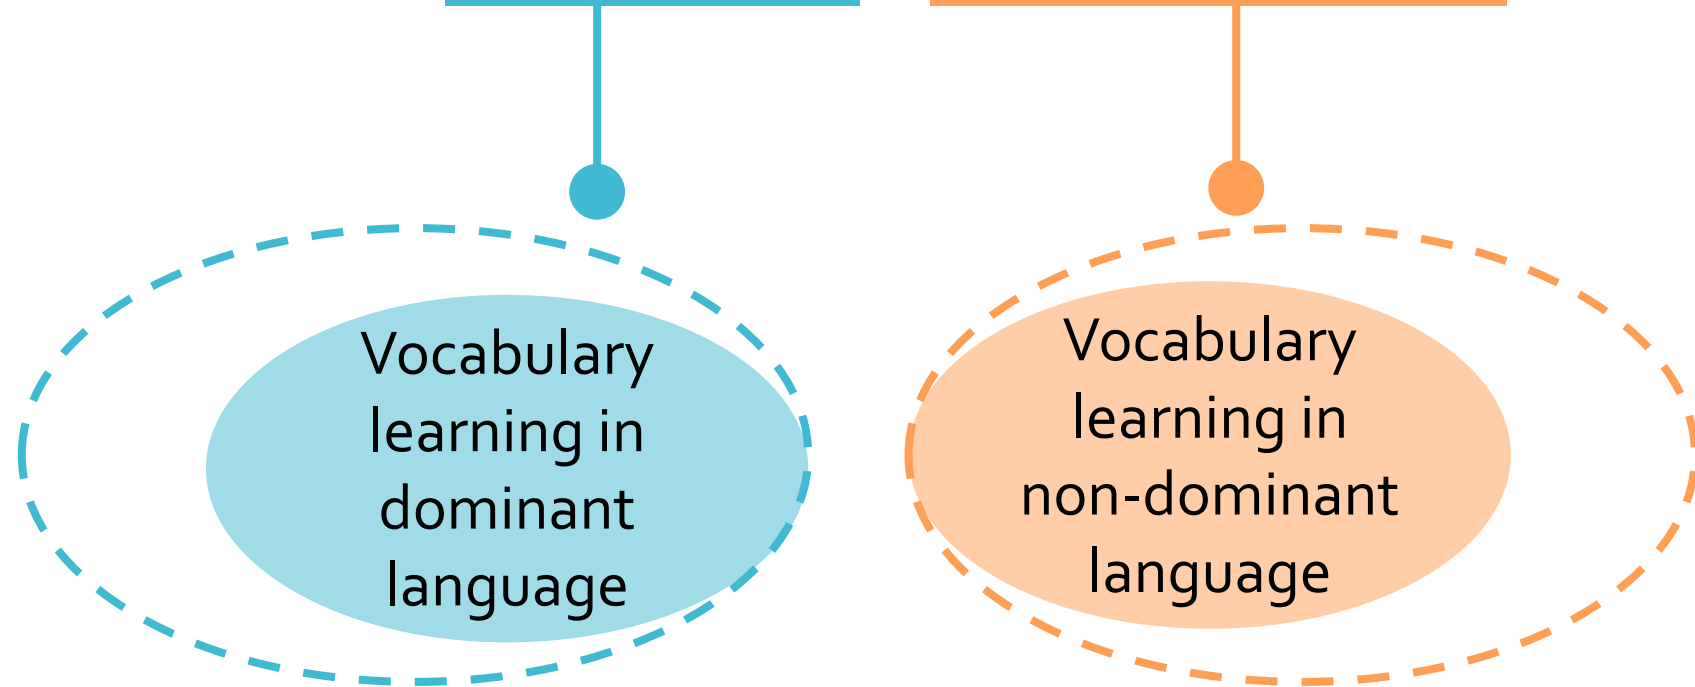 Vocabulary
learning in
dominant
language
Vocabulary
learning in
non-dominant
language